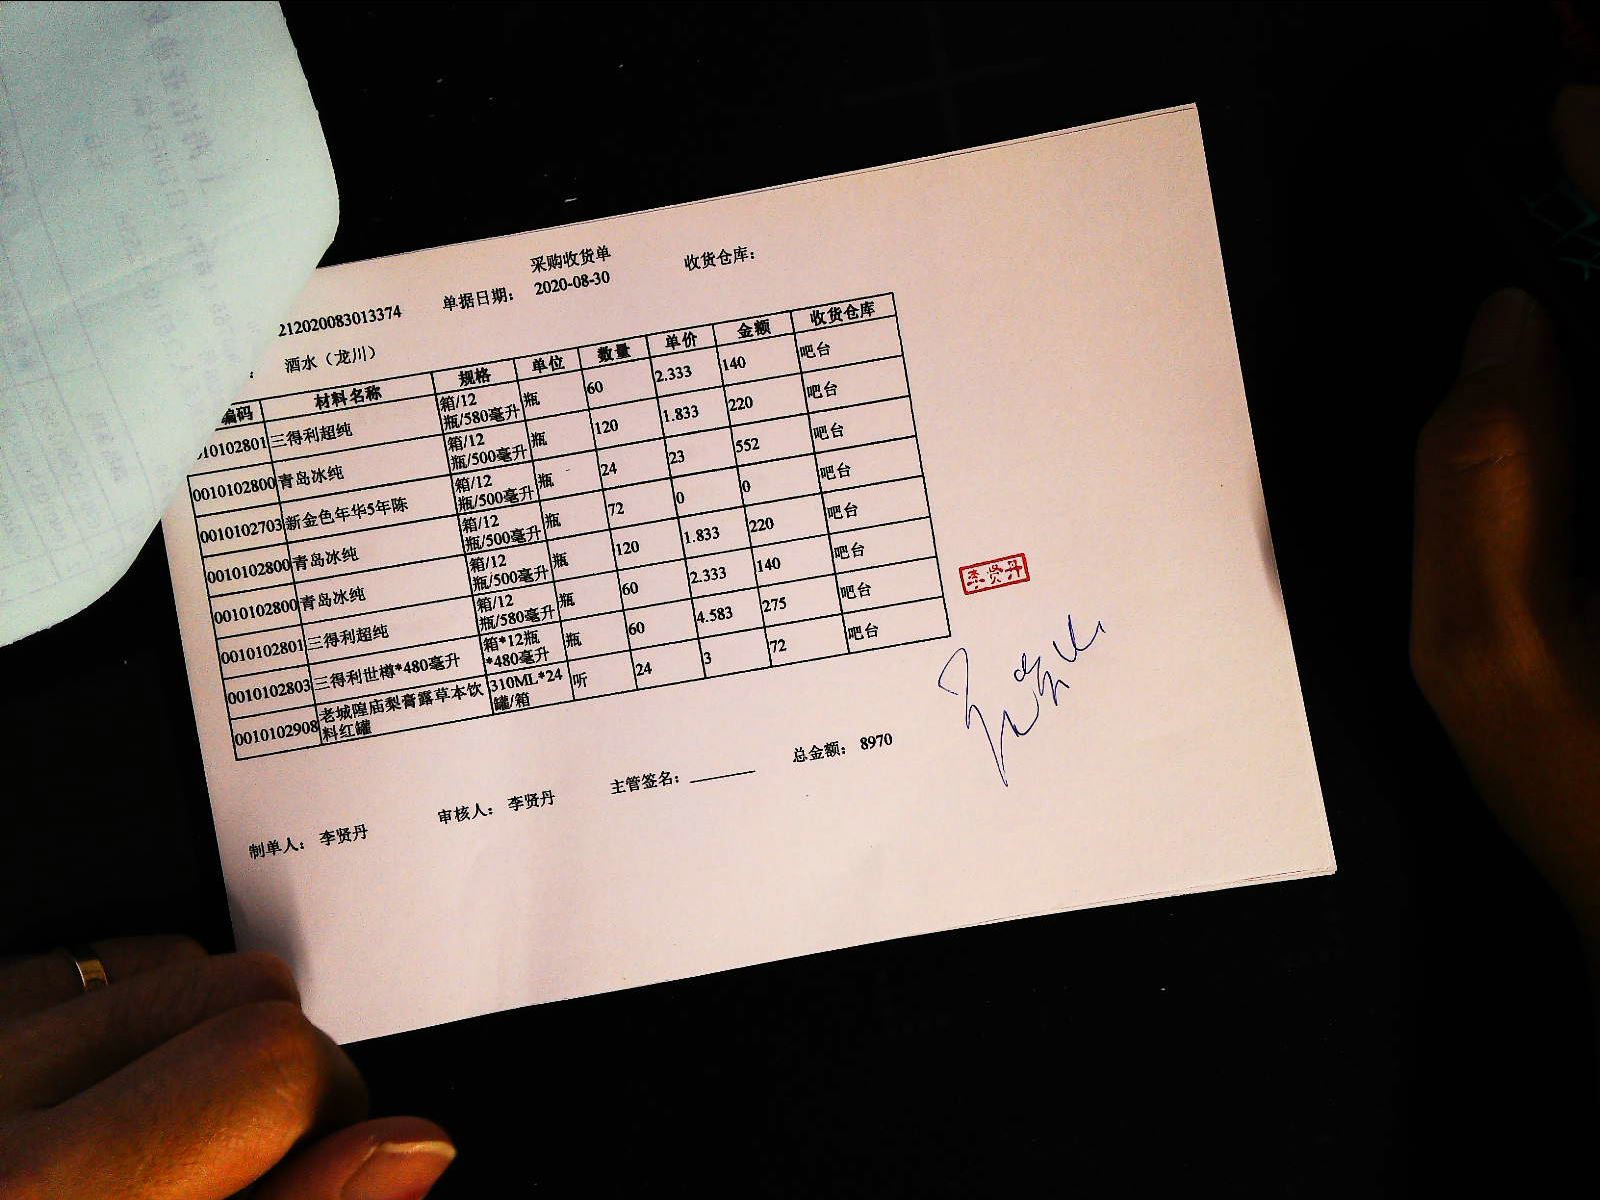 采购收货单
212020083013374 单据日期： 2020-08-30 收货仓库：
： 酒水（龙川）
编码 材料名称 规格 单位 数量 单价 金额 收货仓库
0010102801 三得利超纯 箱/12瓶/580毫升 瓶 60 2.333 140 吧台
0010102800 青岛冰纯 箱/12瓶/500毫升 瓶 120 1.833 220 吧台
0010102703 新金色年华5年陈 箱/12瓶/500毫升 瓶 24 23 552 吧台
0010102800 青岛冰纯 箱/12瓶/500毫升 瓶 72 0 0 吧台
0010102800 青岛冰纯 箱/12瓶/500毫升 瓶 120 1.833 220 吧台
0010102801 三得利超纯 箱/12瓶/580毫升 瓶 60 2.333 140 吧台
0010102803 三得利世樽*480毫升 箱*12瓶*480毫升 瓶 60 4.583 275 吧台
0010102908 老城隍庙梨膏露草本饮料红罐 310ML*24罐/箱 听 24 3 72 吧台
李贤丹
制单人： 李贤丹 审核人： 李贤丹 主管签名： 总金额： 8970